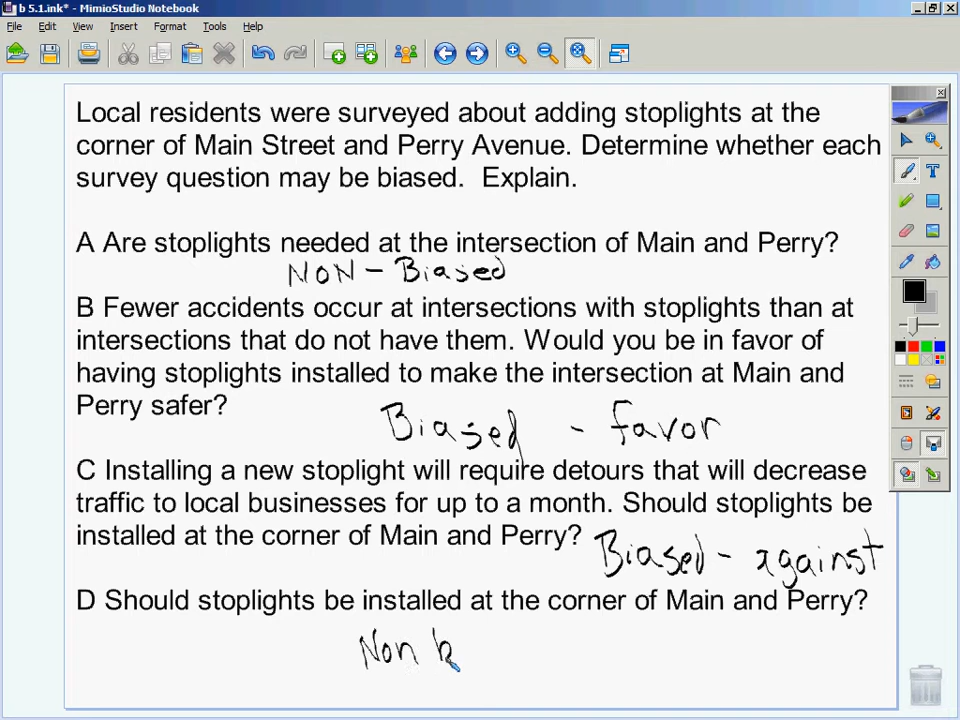 b 5.1.ink* - MimioStudio Notebook
File Edit View Insert Format Tools Help
Local residents were surveyed about adding stoplights at the
corner of Main Street and Perry Avenue. Determine whether each
survey question may be biased. Explain.
A Are stoplights needed at the intersection of Main and Perry?
NON - Biased
B Fewer accidents occur at intersections with stoplights than at
intersections that do not have them. Would you be in favor of
having stoplights installed to make the intersection at Main and
Perry safer?
Biased - favor
C Installing a new stoplight will require detours that will decrease
traffic to local businesses for up to a month. Should stoplights be
installed at the corner of Main and Perry?
Biased - against
D Should stoplights be installed at the corner of Main and Perry?
Non b